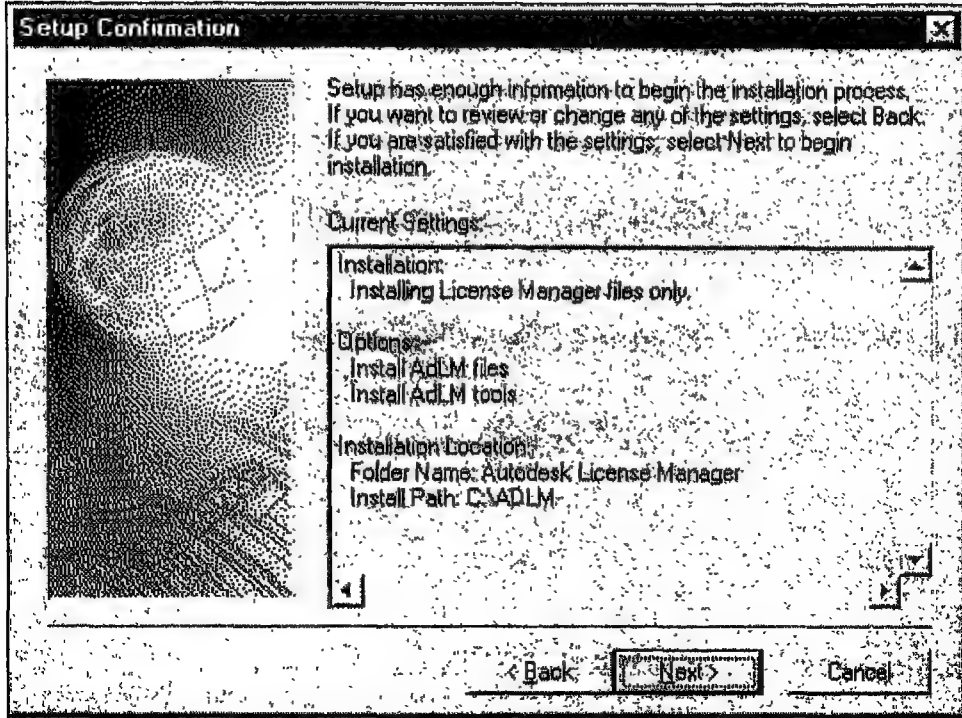 Setup Confirmation
Setup has enough information to begin the installation process.
If you want to review or change any of the settings, select Back.
If you are satisfied with the settings, select Next to begin
installation.
Current Settings:
Installation:
Installing License Manager files only.
Options:
Install AdLM files
Install AdLM tools
Installation Location:
Folder Name: Autodesk License Manager
Install Path: C:\ADLM
< Back
Next >
Cancel